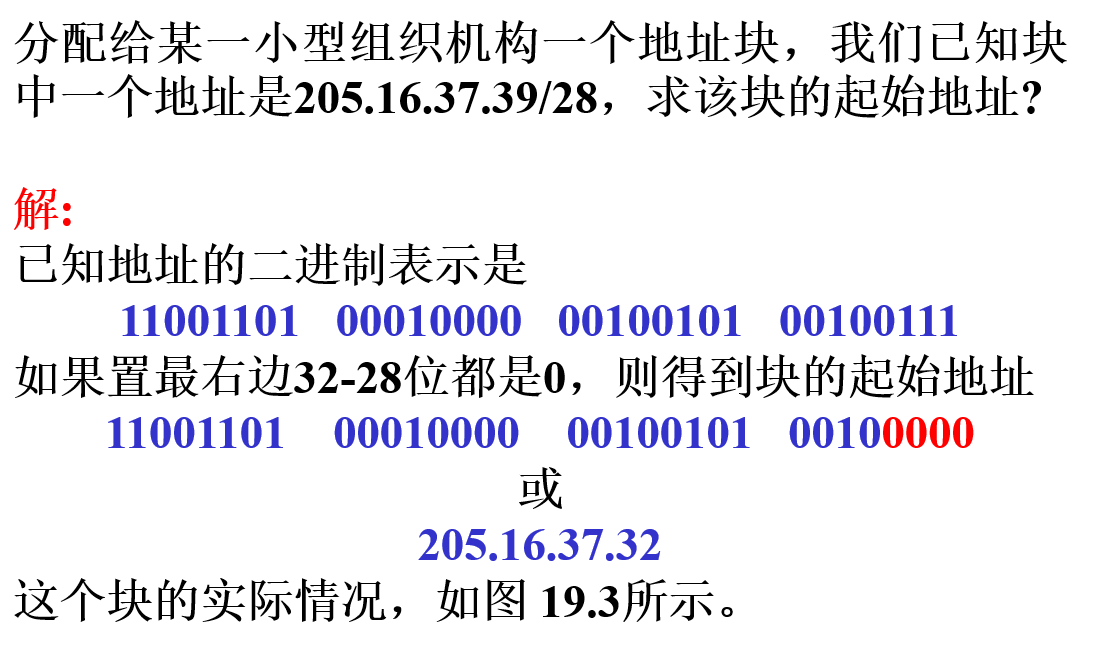 分配给某一小型组织机构一个地址块，我们已知块
中一个地址是205.16.37.39/28，求该块的起始地址?
解:
已知地址的二进制表示是
11001101 00010000 00100101 00100111
如果置最右边32-28位都是0，则得到块的起始地址
11001101 00010000 00100101 00100000
或
205.16.37.32
这个块的实际情况，如图 19.3所示。